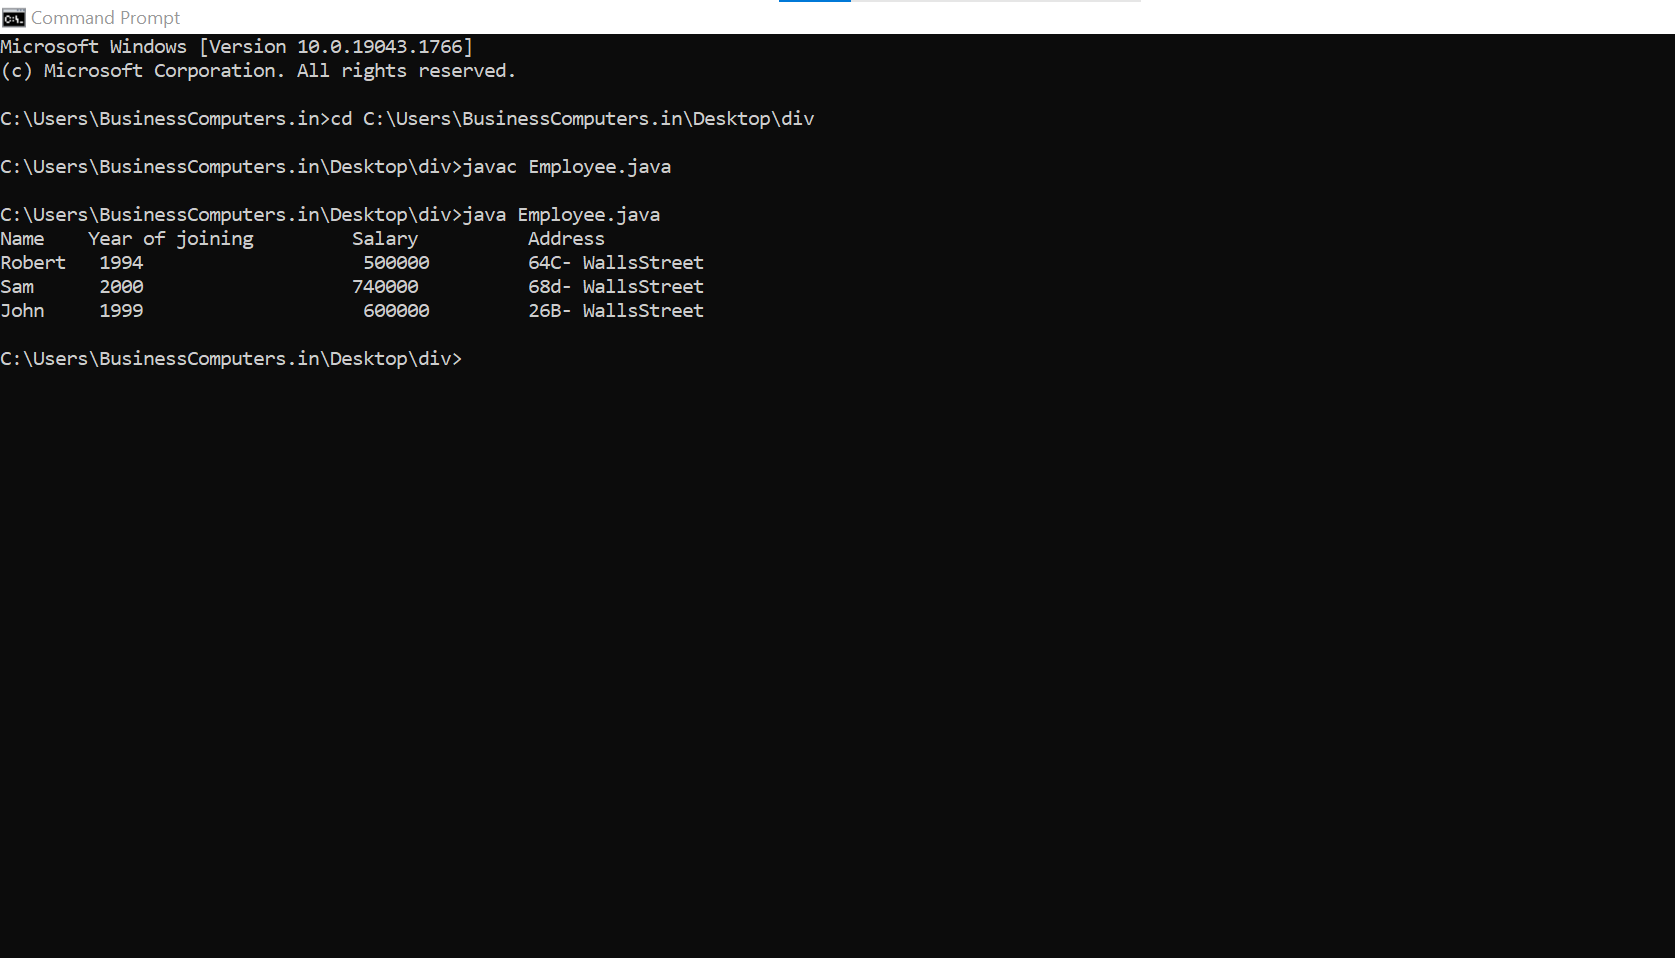 Command Prompt
Microsoft Windows [Version 10.0.19043.1766]
(c) Microsoft Corporation. All rights reserved.
C:\Users\BusinessComputers.in>cd C:\Users\BusinessComputers.in\Desktop\div
C:\Users\BusinessComputers.in\Desktop\div>javac Employee.java
C:\Users\BusinessComputers.in\Desktop\div>java Employee.java
Name    Year of joining         Salary          Address
Robert   1994                    500000         64C- WallsStreet
Sam      2000                   740000          68d- WallsStreet
John     1999                    600000         26B- WallsStreet
C:\Users\BusinessComputers.in\Desktop\div>